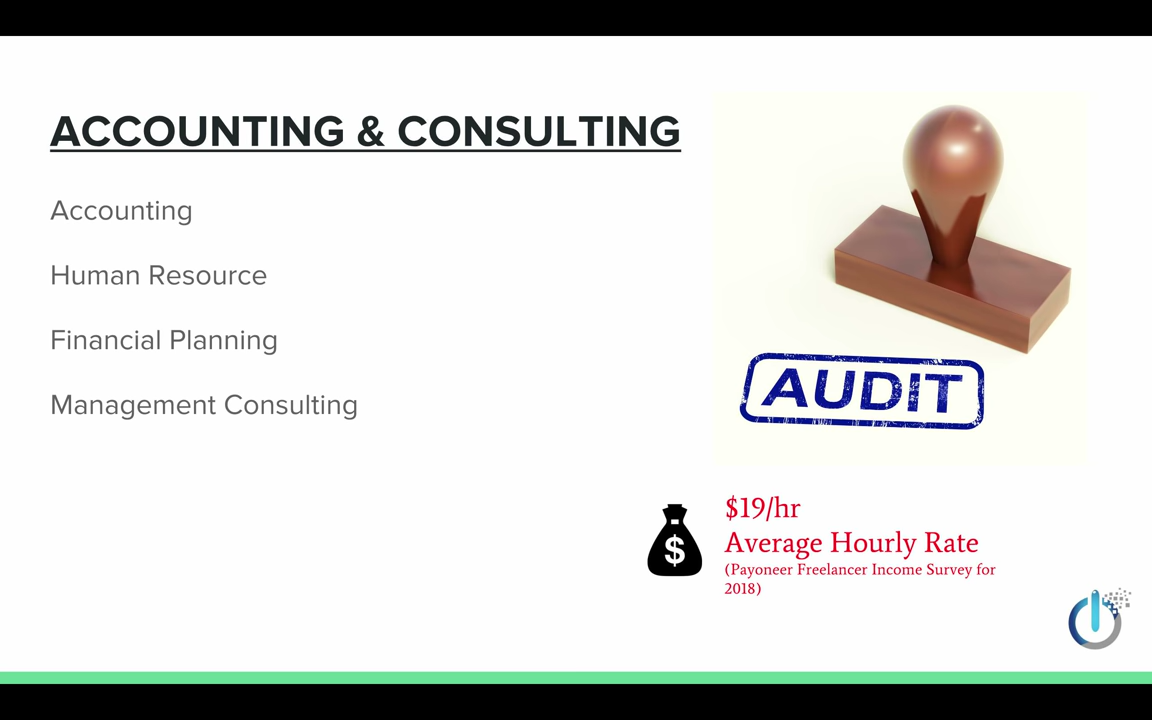 ACCOUNTING & CONSULTING
Accounting
Human Resource
Financial Planning
Management Consulting
AUDIT
$
$19/hr
Average Hourly Rate
(Payoneer Freelancer Income Survey for
2018)